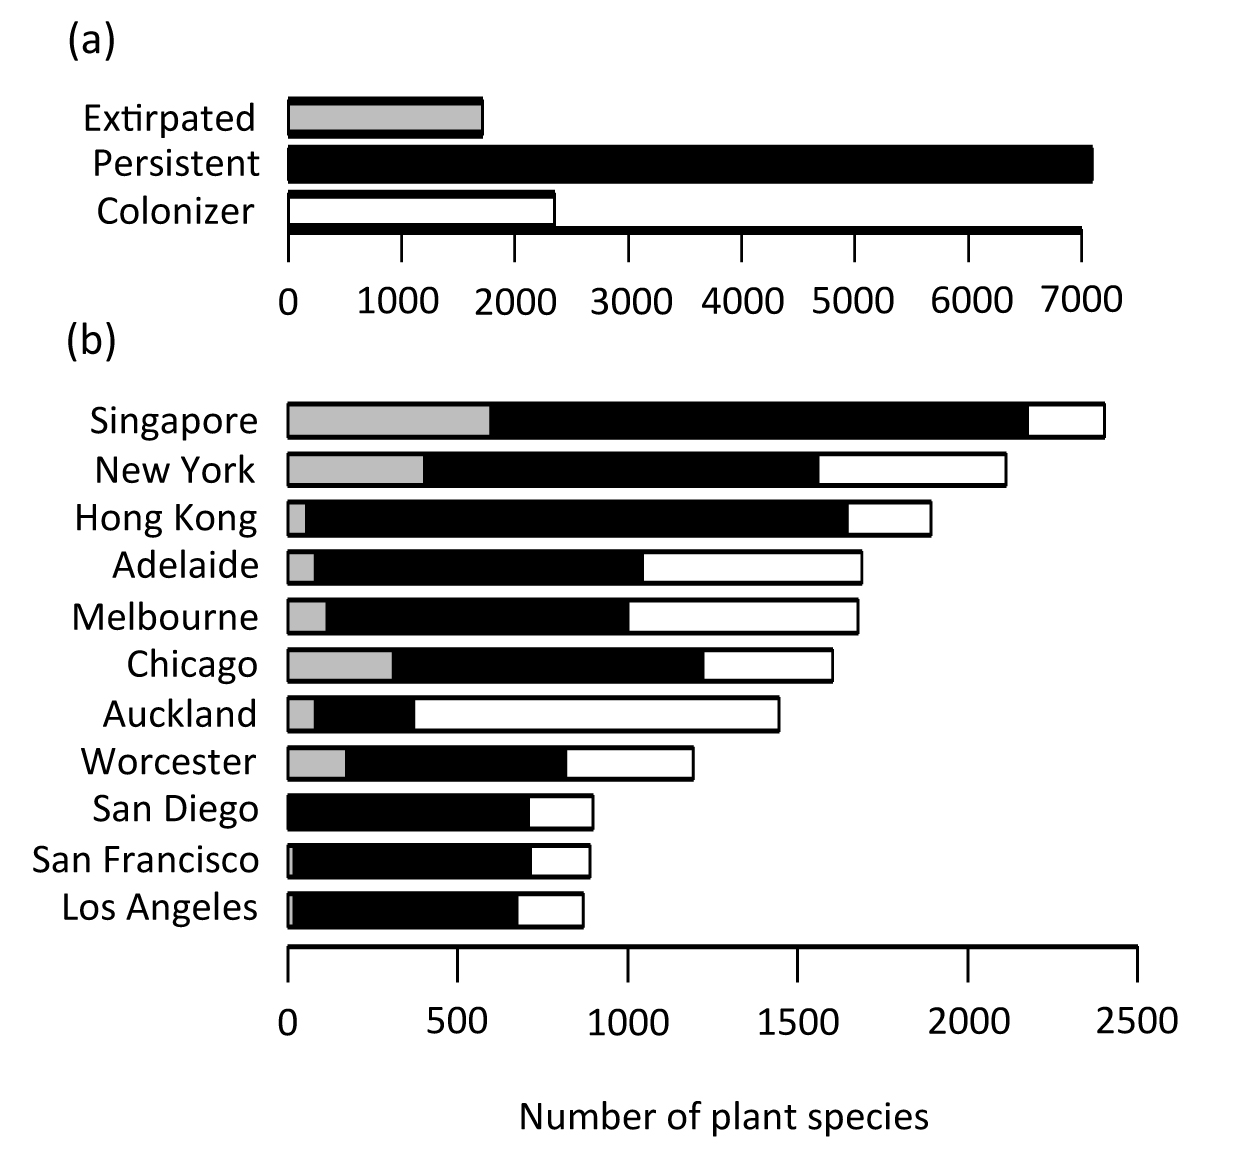 (a)
Extirpated
Persistent
Colonizer
0 1000 2000 3000 4000 5000 6000 7000
(b)
Singapore
New York
Hong Kong
Adelaide
Melbourne
Chicago
Auckland
Worcester
San Diego
San Francisco
Los Angeles
0 500 1000 1500 2000 2500
Number of plant species